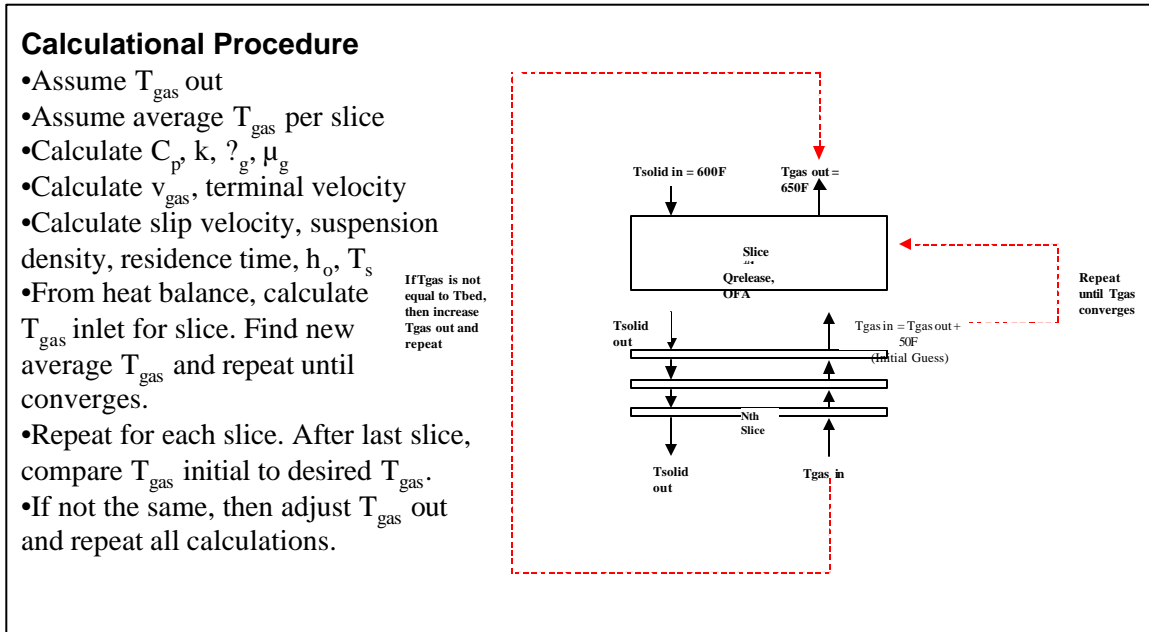 Calculational Procedure
•Assume Tgas out
•Assume average Tgas per slice
•Calculate Cp, k, ?g, μg
•Calculate vgas, terminal velocity
•Calculate slip velocity, suspension
density, residence time, ho, Ts
•From heat balance, calculate
Tgas inlet for slice. Find new
average Tgas and repeat until
converges.
•Repeat for each slice. After last slice,
compare Tgas initial to desired Tgas.
•If not the same, then adjust Tgas out
and repeat all calculations.
If Tgas is not
equal to Tbed,
then increase
Tgas out and
repeat
Tsolid in = 600F
Tgas out =
650F
Slice
Qrelease,
OFA
Repeat
until Tgas
converges
Tsolid
out
Tgas in = Tgas out +
50F
(Initial Guess)
Nth
Slice
Tsolid
out
Tgas in